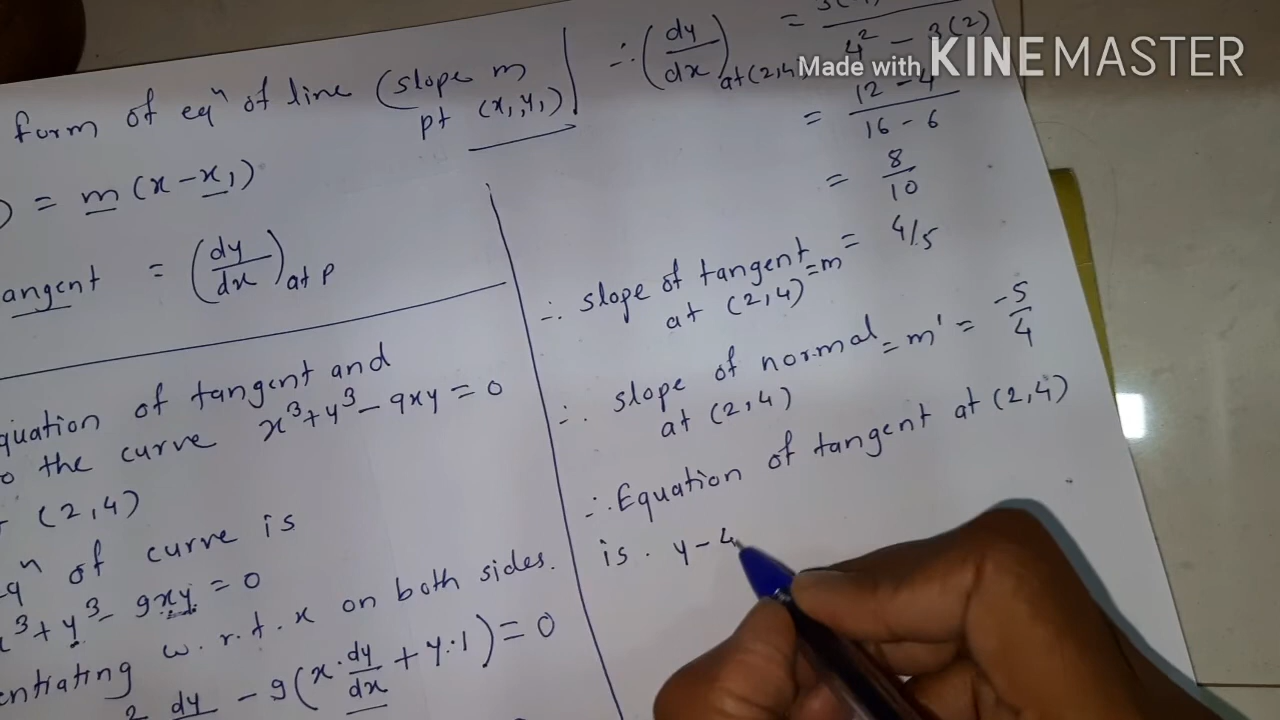 form of eqⁿ of line (slope m
pt (x₁,y₁)
) = m(x-x₁)
angent = (dy/dx) at P
quation of tangent and
o the curve x³+y³-9xy=0
(2,4)
qⁿ of curve is
x³+y³-9xy=0
entiating w.r.t.x on both sides.
2 dy - 9(x.dy/dx + y.1) = 0
∴ (dy/dx) at (2,4) =
4² - 3(2)
= 12-4/16-6
= 8/10
= 4/5
∴ slope of tangent = m
at (2,4)
∴ slope of normal = m' = -5/4
at (2,4)
∴ Equation of tangent at (2,4)
is. y-4
Made with KINEMASTER